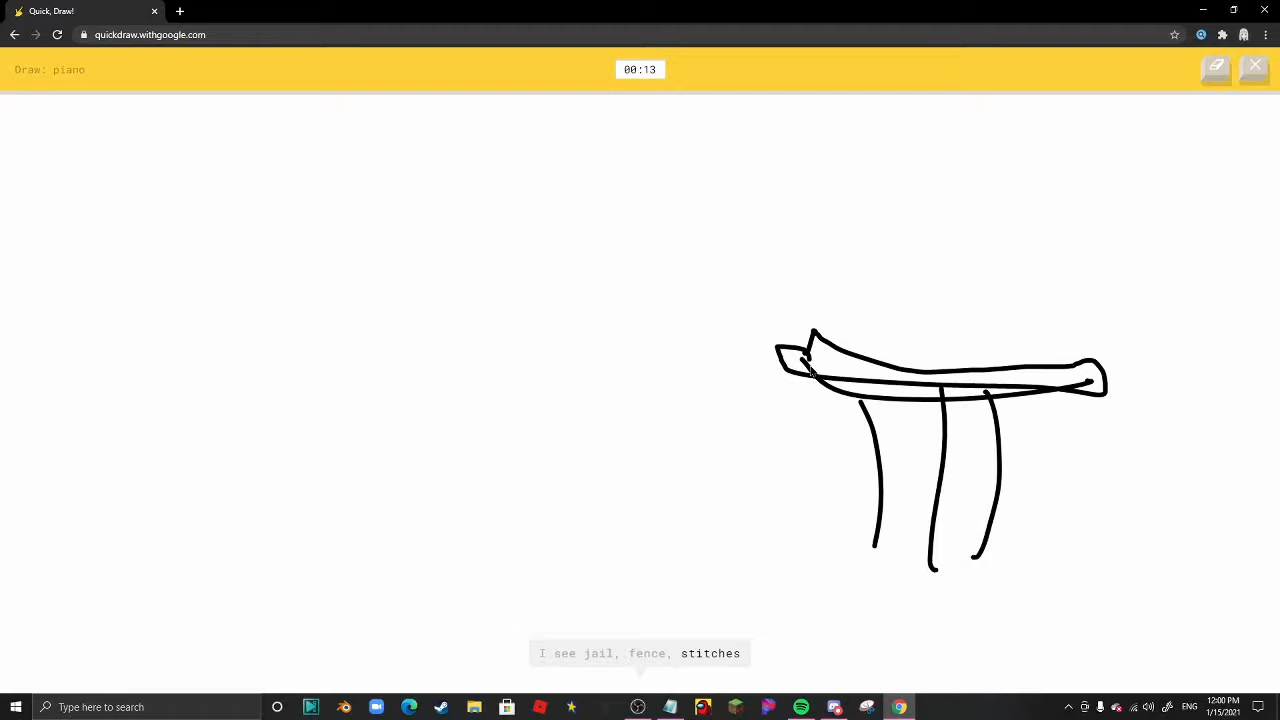 Quick, Draw!
quickdraw.withgoogle.com
Draw: piano
00:13
I see jail, fence, stitches
Type here to search
12:00 PM
1/15/2021